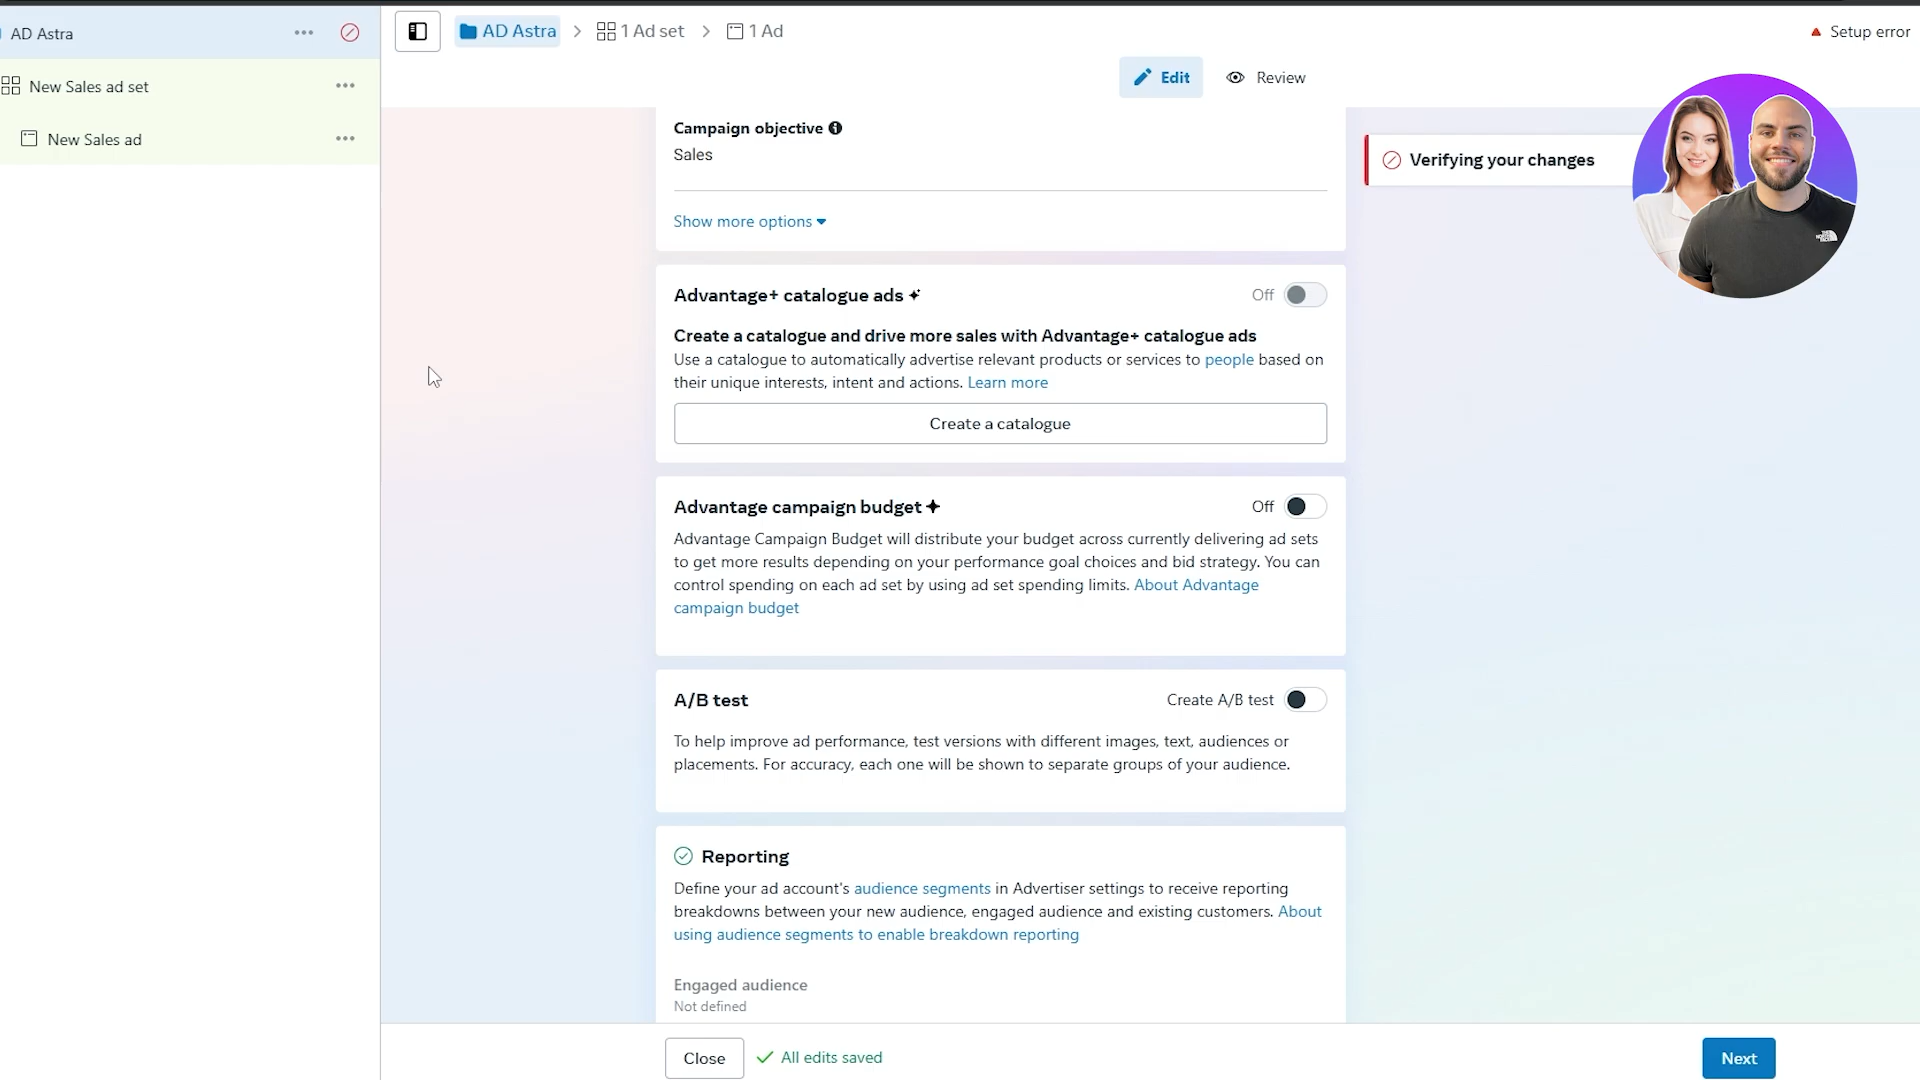 AD Astra
New Sales ad set
New Sales ad
AD Astra
1 Ad set
1 Ad
Setup error
Edit
Review
Campaign objective
Sales
Show more options
Verifying your changes
Advantage+ catalogue ads
Off
Create a catalogue and drive more sales with Advantage+ catalogue ads
Use a catalogue to automatically advertise relevant products or services to people based on
their unique interests, intent and actions. Learn more
Create a catalogue
Advantage campaign budget
Off
Advantage Campaign Budget will distribute your budget across currently delivering ad sets
to get more results depending on your performance goal choices and bid strategy. You can
control spending on each ad set by using ad set spending limits. About Advantage
campaign budget
A/B test
Create A/B test
To help improve ad performance, test versions with different images, text, audiences or
placements. For accuracy, each one will be shown to separate groups of your audience.
Reporting
Define your ad account's audience segments in Advertiser settings to receive reporting
breakdowns between your new audience, engaged audience and existing customers. About
using audience segments to enable breakdown reporting
Engaged audience
Not defined
Close
All edits saved
Next